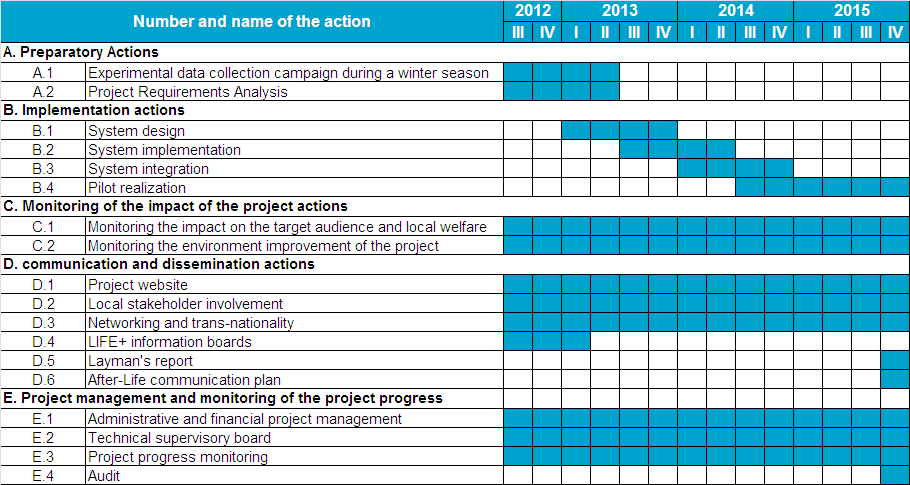 Number and name of the action 2012 2013 2014 2015
III IV I II III IV I II III IV I II III IV
A. Preparatory Actions
A.1 Experimental data collection campaign during a winter season
A.2 Project Requirements Analysis
B. Implementation actions
B.1 System design
B.2 System implementation
B.3 System integration
B.4 Pilot realization
C. Monitoring of the impact of the project actions
C.1 Monitoring the impact on the target audience and local welfare
C.2 Monitoring the environment improvement of the project
D. communication and dissemination actions
D.1 Project website
D.2 Local stakeholder involvement
D.3 Networking and trans-nationality
D.4 LIFE+ information boards
D.5 Layman's report
D.6 After-Life communication plan
E. Project management and monitoring of the project progress
E.1 Administrative and financial project management
E.2 Technical supervisory board
E.3 Project progress monitoring
E.4 Audit